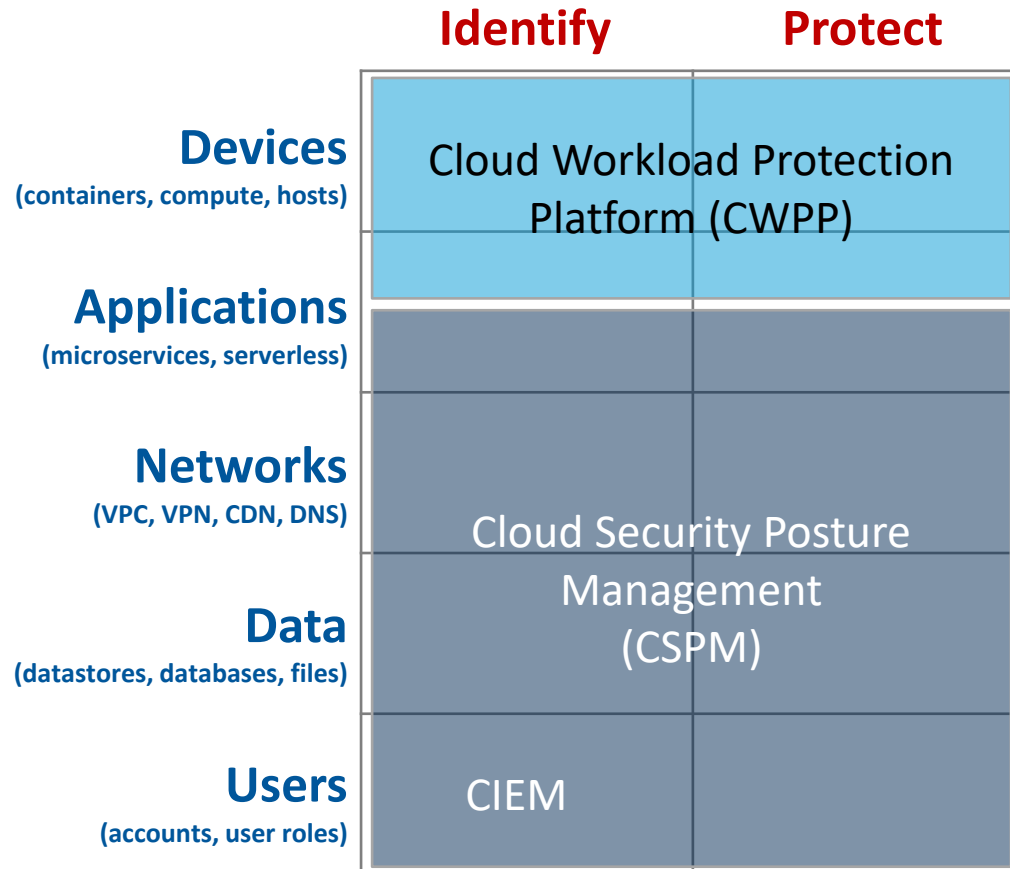 Identify Protect
Devices
(containers, compute, hosts)
Cloud Workload Protection
Platform (CWPP)
Applications
(microservices, serverless)
Networks
(VPC, VPN, CDN, DNS)
Cloud Security Posture
Management
(CSPM)
Data
(datastores, databases, files)
Users
(accounts, user roles)
CIEM